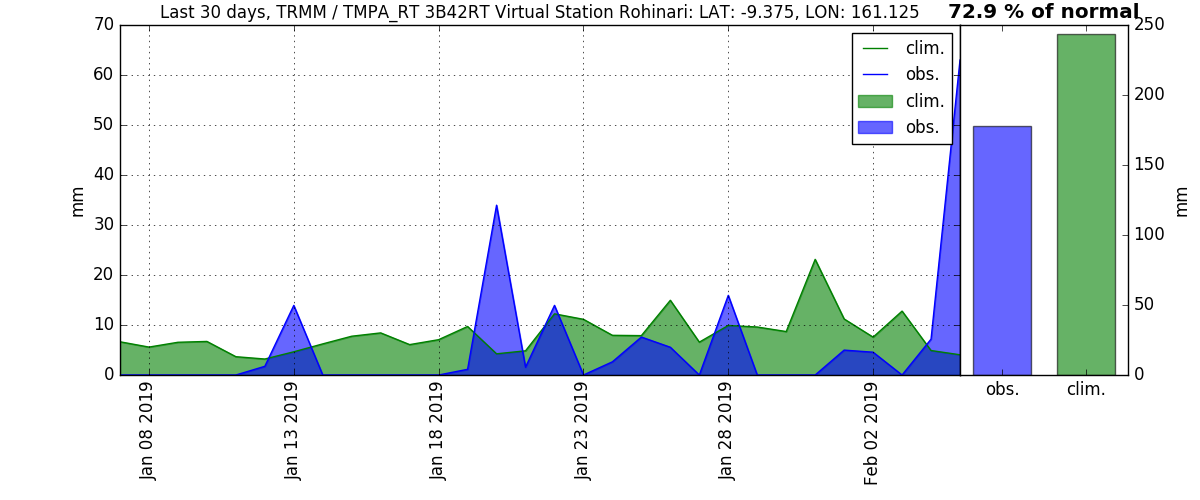 Last 30 days, TRMM / TMPA_RT 3B42RT Virtual Station Rohinari: LAT: -9.375, LON: 161.125
72.9 % of normal
70
60
50
40
30
20
10
0
mm
clim.
obs.
clim.
obs.
250
200
150
100
50
0
mm
obs.
clim.
Jan 08 2019
Jan 13 2019
Jan 18 2019
Jan 23 2019
Jan 28 2019
Feb 02 2019